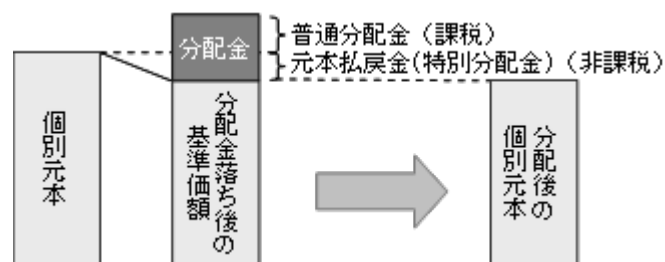 分配金
普通分配金（課税）
元本払戻金(特別分配金)（非課税）
個別元本
分配金落ち後の
基準価額
分配後の
個別元本